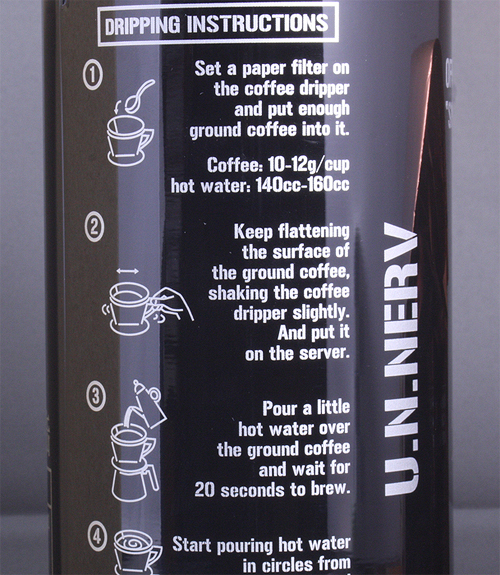 DRIPPING INSTRUCTIONS
1
Set a paper filter on
the coffee dripper
and put enough
ground coffee into it.
Coffee: 10-12g/cup
hot water: 140cc-160cc
2
Keep flattening
the surface of
the ground coffee,
shaking the coffee
dripper slightly.
And put it
on the server.
3
Pour a little
hot water over
the ground coffee
and wait for
20 seconds to brew.
4
Start pouring hot water
in circles from
U.N.NERV